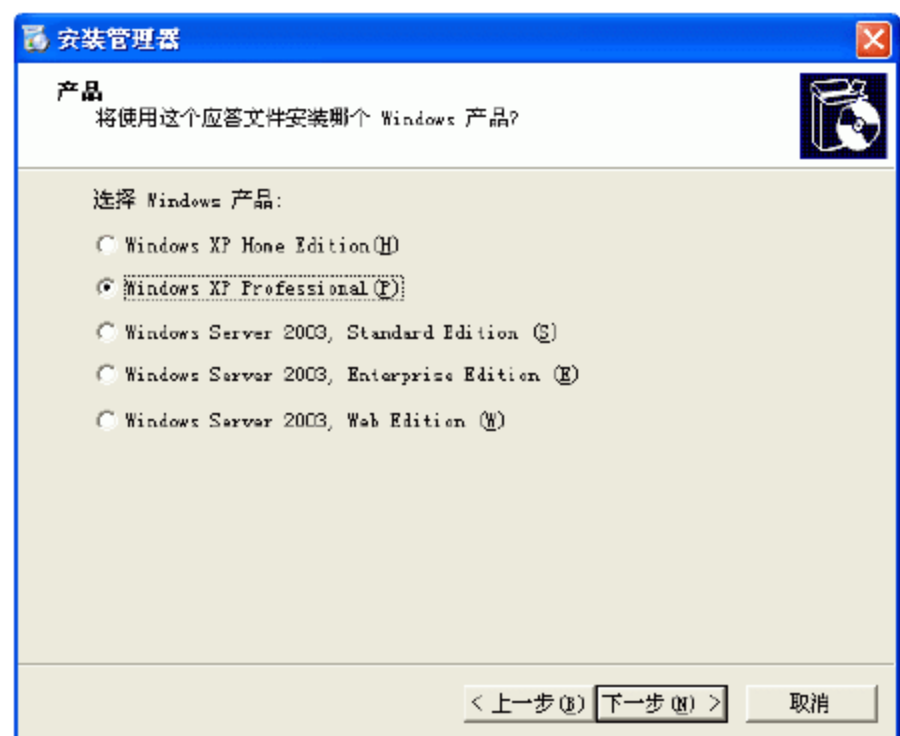 安装管理器
产品
将使用这个应答文件安装哪个 Windows 产品?
选择 Windows 产品:
Windows XP Home Edition(H)
Windows XP Professional(P)
Windows Server 2003, Standard Edition (S)
Windows Server 2003, Enterprise Edition (E)
Windows Server 2003, Web Edition (W)
< 上一步(B) 下一步(N) > 取消